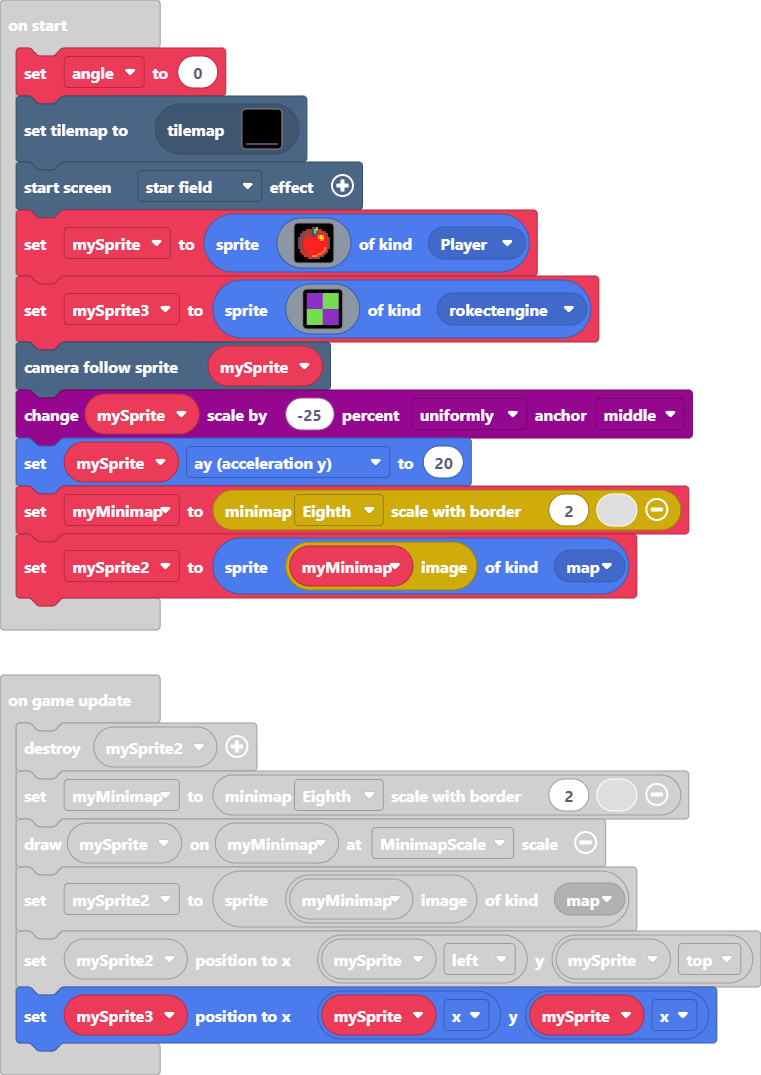 on start
set angle to 0
set tilemap to tilemap
start screen star field effect
set mySprite to sprite of kind Player
set mySprite3 to sprite of kind rokectengine
camera follow sprite mySprite
change mySprite scale by -25 percent uniformly anchor middle
set mySprite ay (acceleration y) to 20
set myMinimap to minimap Eighth scale with border 2
set mySprite2 to sprite myMinimap image of kind map
on game update
destroy mySprite2
set myMinimap to minimap Eighth scale with border 2
draw mySprite on myMinimap at MinimapScale scale
set mySprite2 to sprite myMinimap image of kind map
set mySprite2 position to x mySprite left y mySprite top
set mySprite3 position to x mySprite x y mySprite x